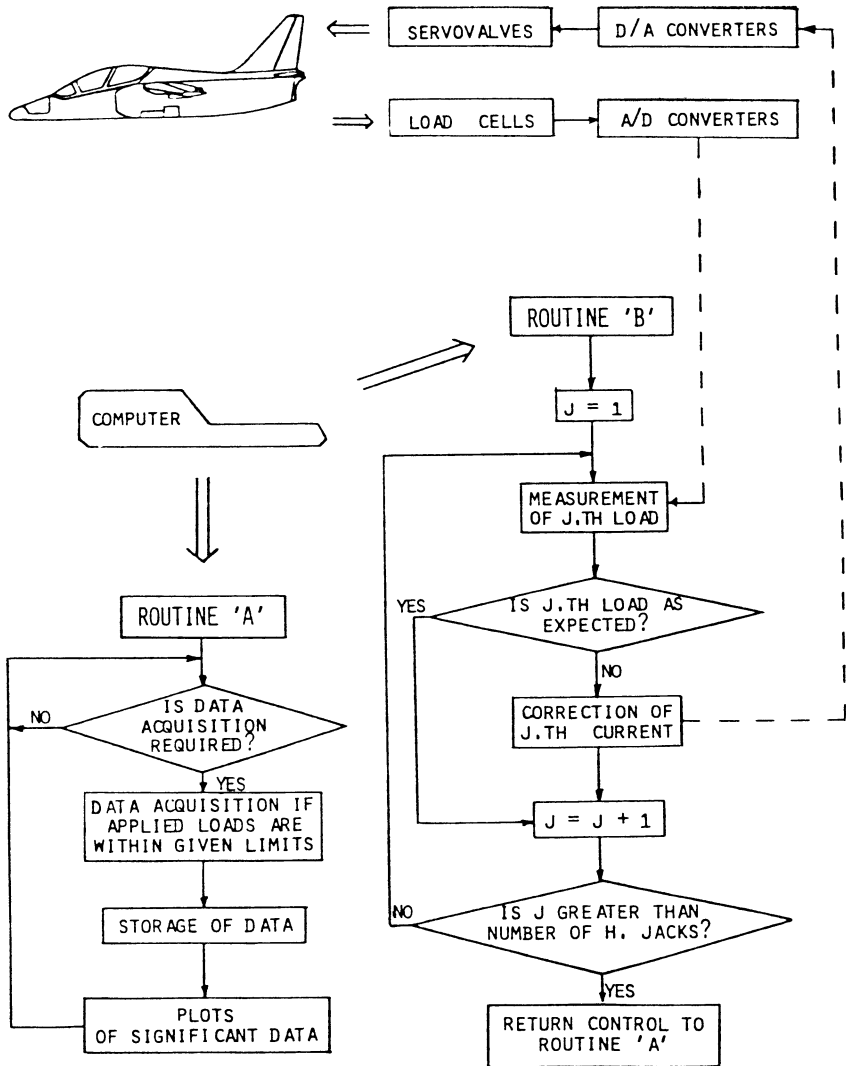 SERVOVALVES
D/A CONVERTERS
LOAD CELLS
A/D CONVERTERS
ROUTINE 'B'
J = 1
COMPUTER
MEASUREMENT
OF J.TH LOAD
YES
IS J.TH LOAD AS
EXPECTED?
NO
CORRECTION OF
J.TH CURRENT
J = J + 1
NO
IS J GREATER THAN
NUMBER OF H. JACKS?
YES
RETURN CONTROL TO
ROUTINE 'A'
ROUTINE 'A'
NO
IS DATA
ACQUISITION
REQUIRED?
YES
DATA ACQUISITION IF
APPLIED LOADS ARE
WITHIN GIVEN LIMITS
STORAGE OF DATA
PLOTS
OF SIGNIFICANT DATA